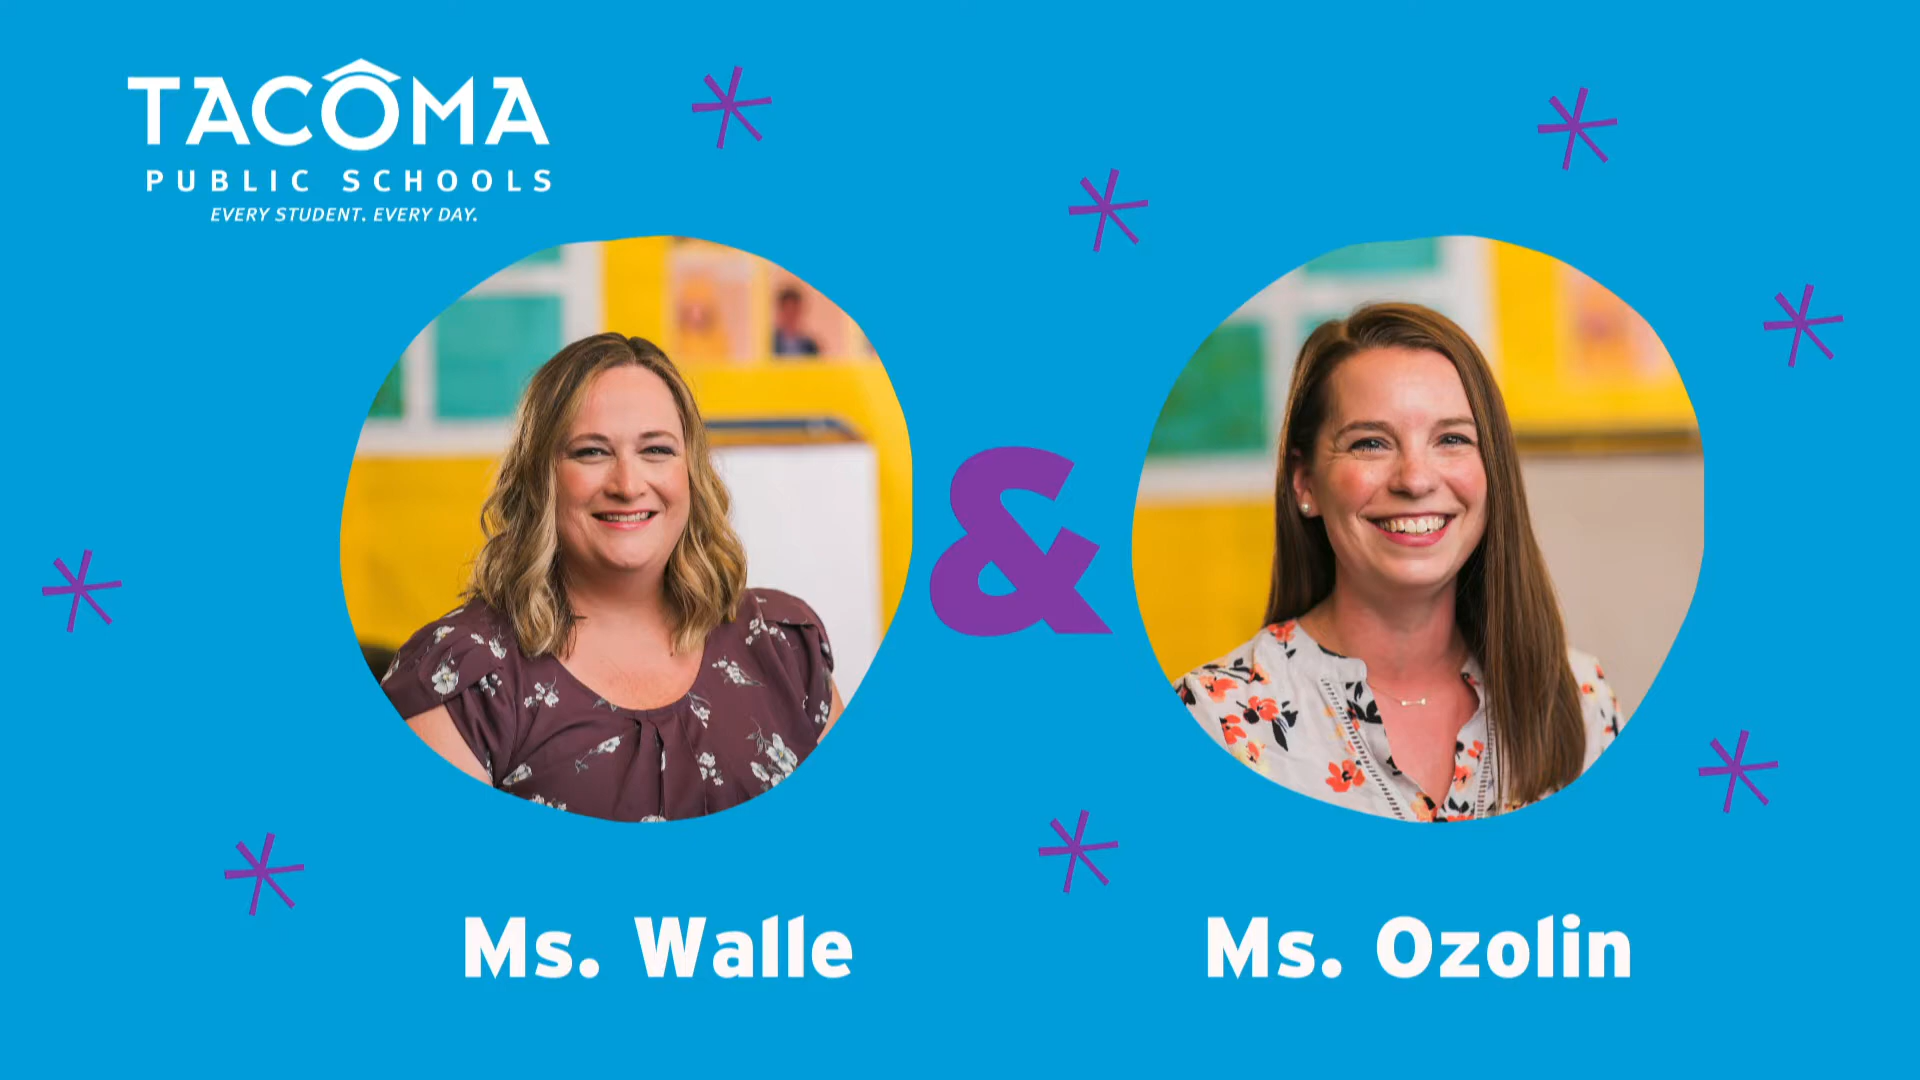 TACOMA
PUBLIC SCHOOLS
EVERY STUDENT. EVERY DAY.
&
Ms. Walle
Ms. Ozolin